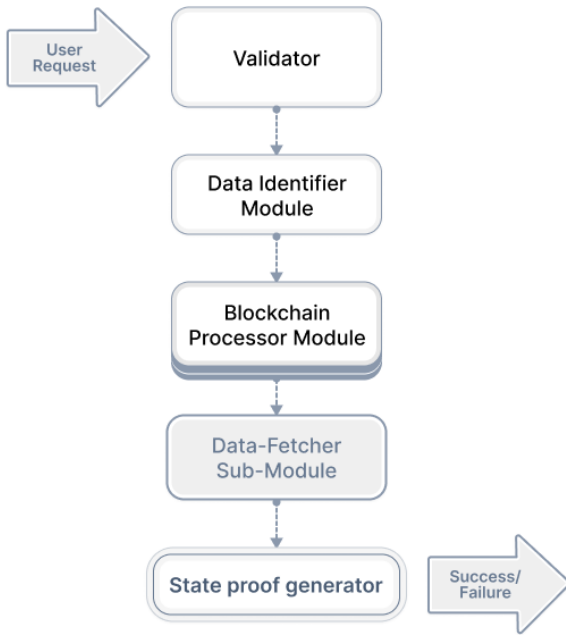 User
Request
Validator
Data Identifier
Module
Blockchain
Processor Module
Data-Fetcher
Sub-Module
State proof generator
Success/
Failure